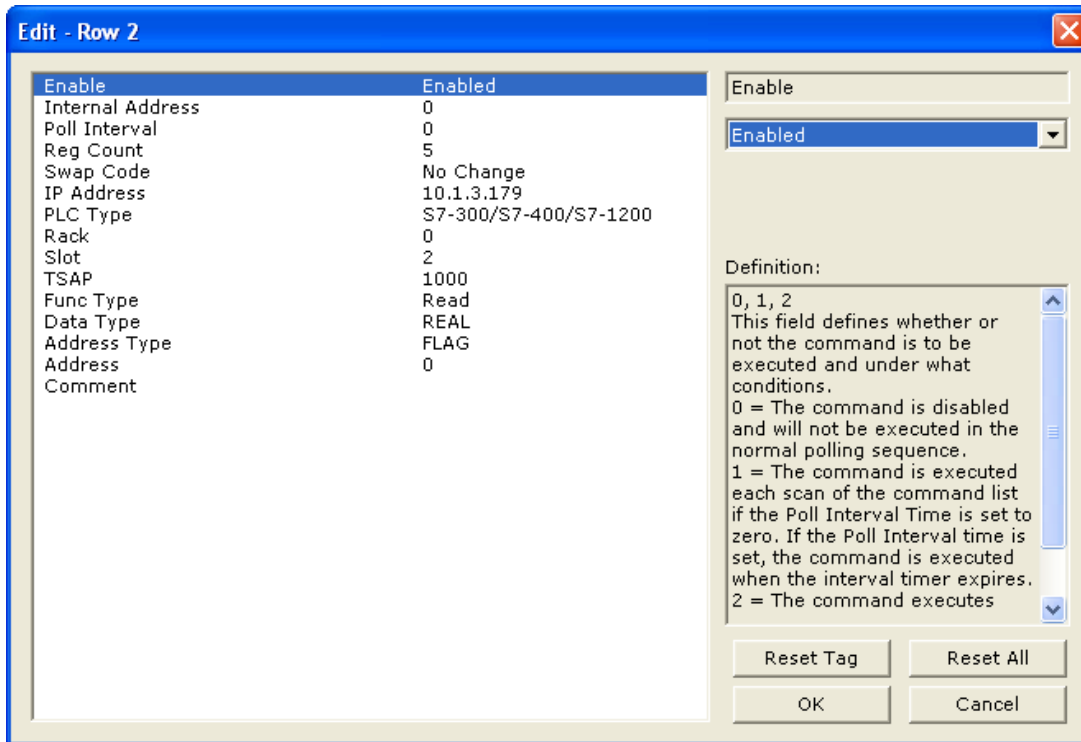 Edit - Row 2
Enable Enabled
Internal Address 0
Poll Interval 0
Reg Count 5
Swap Code No Change
IP Address 10.1.3.179
PLC Type S7-300/S7-400/S7-1200
Rack 0
Slot 2
TSAP 1000
Func Type Read
Data Type REAL
Address Type FLAG
Address 0
Comment
Enable
Enabled
Definition:
0, 1, 2
This field defines whether or
not the command is to be
executed and under what
conditions.
0 = The command is disabled
and will not be executed in the
normal polling sequence.
1 = The command is executed
each scan of the command list
if the Poll Interval Time is set to
zero. If the Poll Interval time is
set, the command is executed
when the interval timer expires.
2 = The command executes
Reset Tag Reset All
OK Cancel